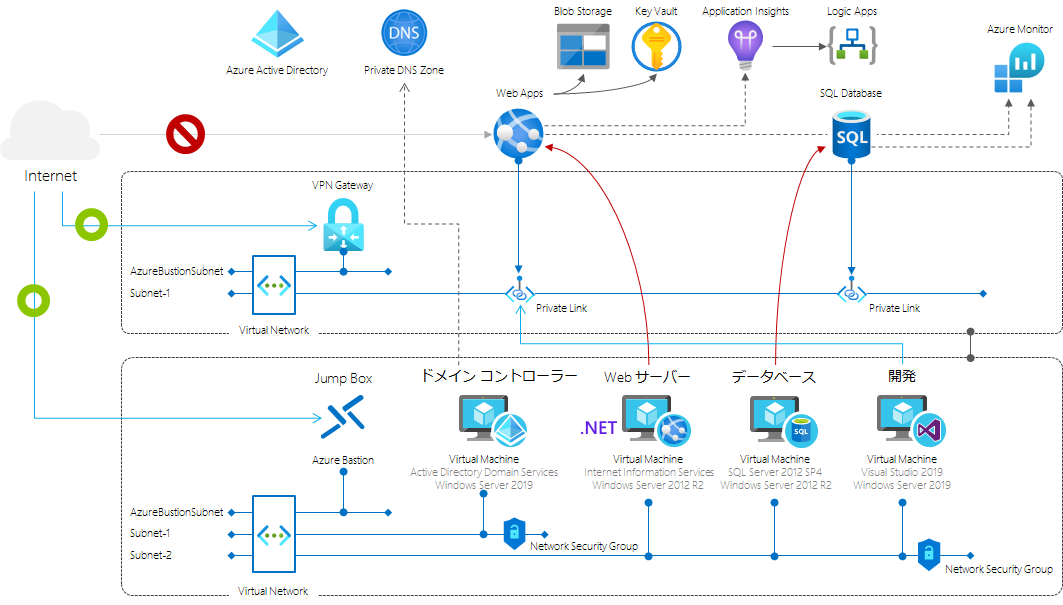 Blob Storage
Key Vault
Application Insights
Logic Apps
Azure Monitor
DNS
Azure Active Directory
Private DNS Zone
Web Apps
SQL Database
SQL
Internet
VPN Gateway
AzureBustionSubnet
Subnet-1
Private Link
Private Link
Virtual Network
Jump Box
ドメイン コントローラー
Web サーバー
データベース
開発
.NET
SQL
Azure Bastion
Virtual Machine
Active Directory Domain Services
Windows Server 2019
Virtual Machine
Internet Information Services
Windows Server 2012 R2
Virtual Machine
SQL Server 2012 SP4
Windows Server 2012 R2
Virtual Machine
Visual Studio 2019
Windows Server 2019
AzureBustionSubnet
Subnet-1
Subnet-2
Network Security Group
Network Security Group
Virtual Network